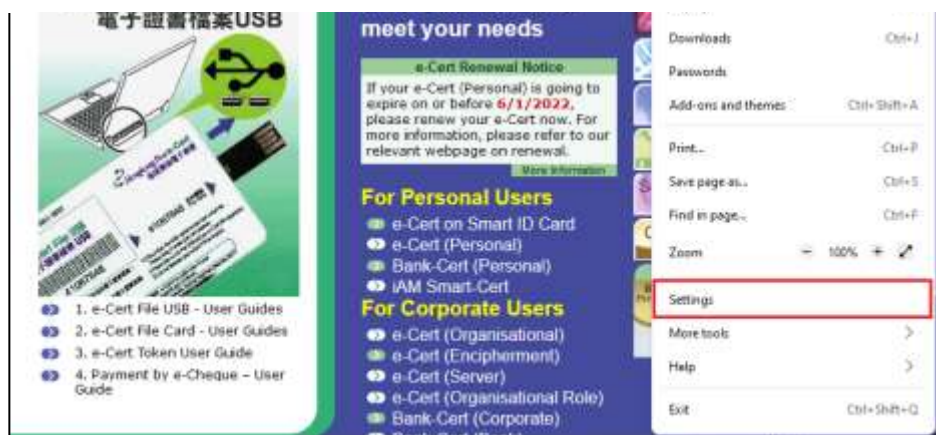 電子證書檔案USB
1. e-Cert File USB - User Guides
2. e-Cert File Card - User Guides
3. e-Cert Token User Guide
4. Payment by e-Cheque – User
Guide
meet your needs
e-Cert Renewal Notice
If your e-Cert (Personal) is going to
expire on or before 6/1/2022,
please renew your e-Cert now. For
more information, please refer to our
relevant webpage on renewal.
More Information
For Personal Users
e-Cert on Smart ID Card
e-Cert (Personal)
Bank-Cert (Personal)
iAM Smart-Cert
For Corporate Users
e-Cert (Organisational)
e-Cert (Encipherment)
e-Cert (Server)
e-Cert (Organisational Role)
Bank-Cert (Corporate)
Downloads Ctrl+J
Passwords
Add-ons and themes Ctrl+Shift+A
Print... Ctrl+P
Save page as... Ctrl+S
Find in page... Ctrl+F
Zoom − 100% +
Settings
More tools
Help
Exit Ctrl+Shift+Q